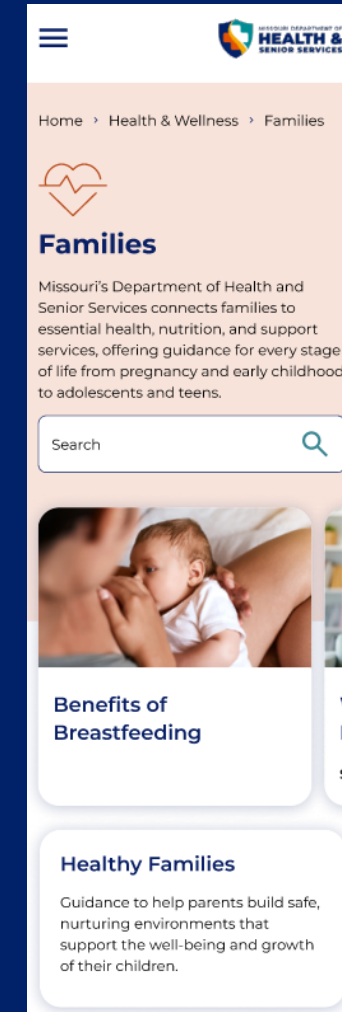 MISSOURI DEPARTMENT OF
HEALTH &
SENIOR SERVICES
Home > Health & Wellness > Families
Families
Missouri’s Department of Health and
Senior Services connects families to
essential health, nutrition, and support
services, offering guidance for every stage
of life from pregnancy and early childhood
to adolescents and teens.
Search
Benefits of
Breastfeeding
Healthy Families
Guidance to help parents build safe,
nurturing environments that
support the well-being and growth
of their children.